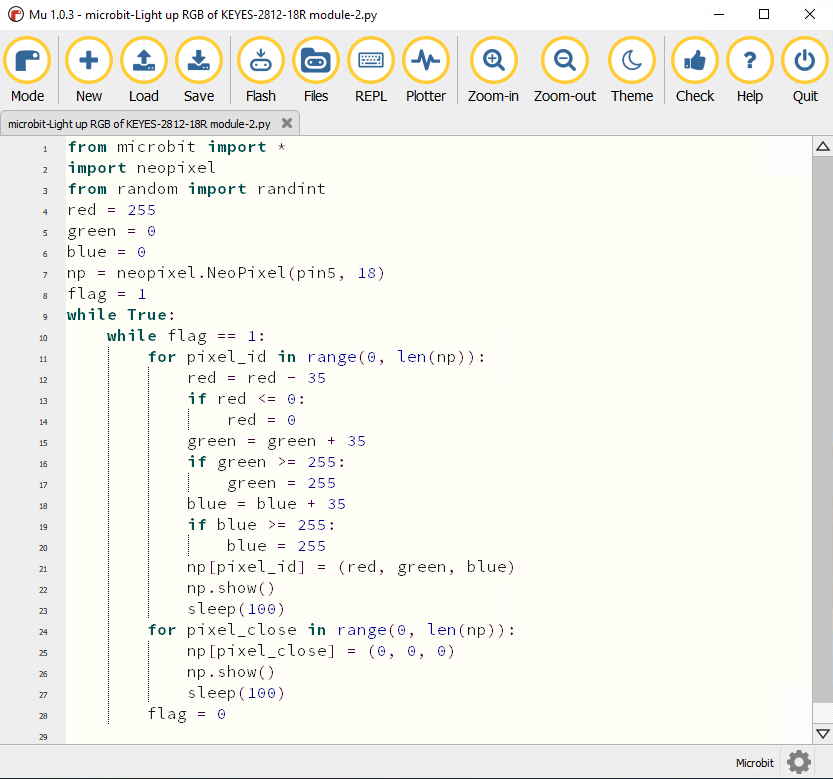 Mu 1.0.3 - microbit-Light up RGB of KEYES-2812-18R module-2.py
Mode New Load Save Flash Files REPL Plotter Zoom-in Zoom-out Theme Check Help Quit
microbit-Light up RGB of KEYES-2812-18R module-2.py
1 from microbit import *
2 import neopixel
3 from random import randint
4 red = 255
5 green = 0
6 blue = 0
7 np = neopixel.NeoPixel(pin5, 18)
8 flag = 1
9 while True:
10     while flag == 1:
11         for pixel_id in range(0, len(np)):
12             red = red - 35
13             if red <= 0:
14                 red = 0
15             green = green + 35
16             if green >= 255:
17                 green = 255
18             blue = blue + 35
19             if blue >= 255:
20                 blue = 255
21             np[pixel_id] = (red, green, blue)
22             np.show()
23             sleep(100)
24         for pixel_close in range(0, len(np)):
25             np[pixel_close] = (0, 0, 0)
26             np.show()
27             sleep(100)
28         flag = 0
29
Microbit